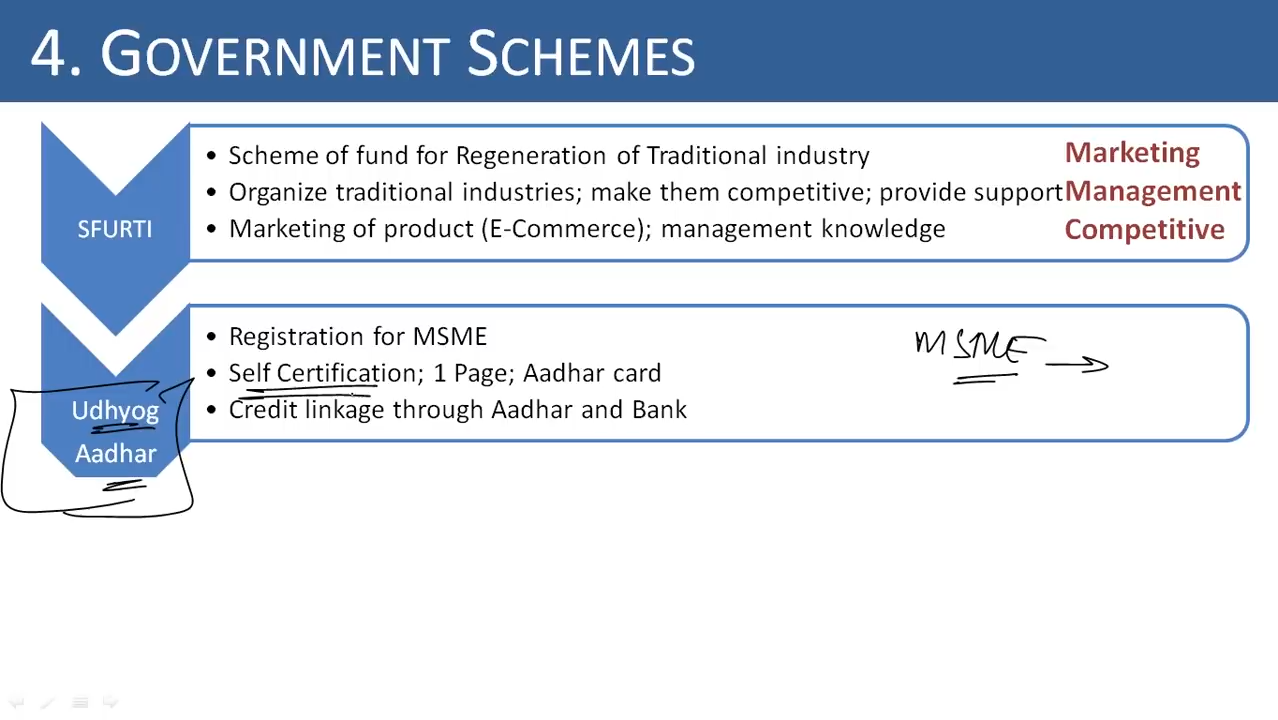 4. GOVERNMENT SCHEMES
SFURTI
• Scheme of fund for Regeneration of Traditional industry
• Organize traditional industries; make them competitive; provide support
• Marketing of product (E-Commerce); management knowledge
Marketing
Management
Competitive
Udhyog
Aadhar
• Registration for MSME
• Self Certification; 1 Page; Aadhar card
• Credit linkage through Aadhar and Bank
MSME →